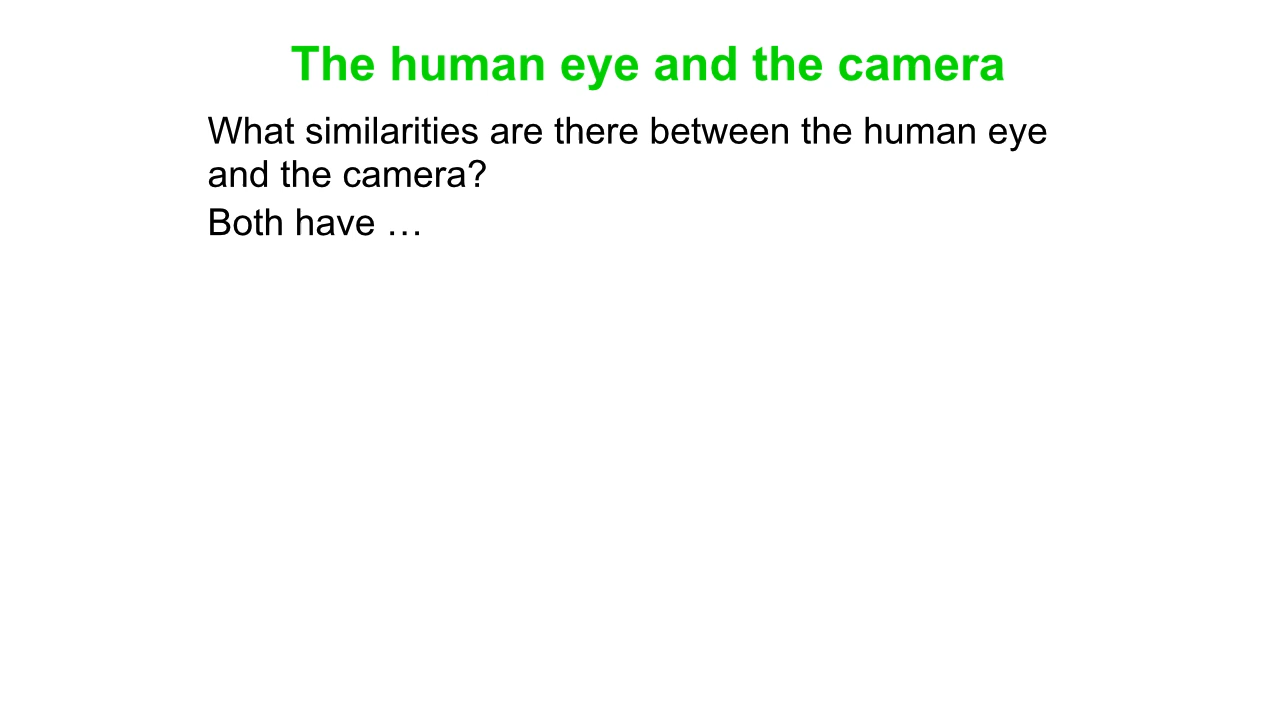 The human eye and the camera
What similarities are there between the human eye
and the camera?
Both have …